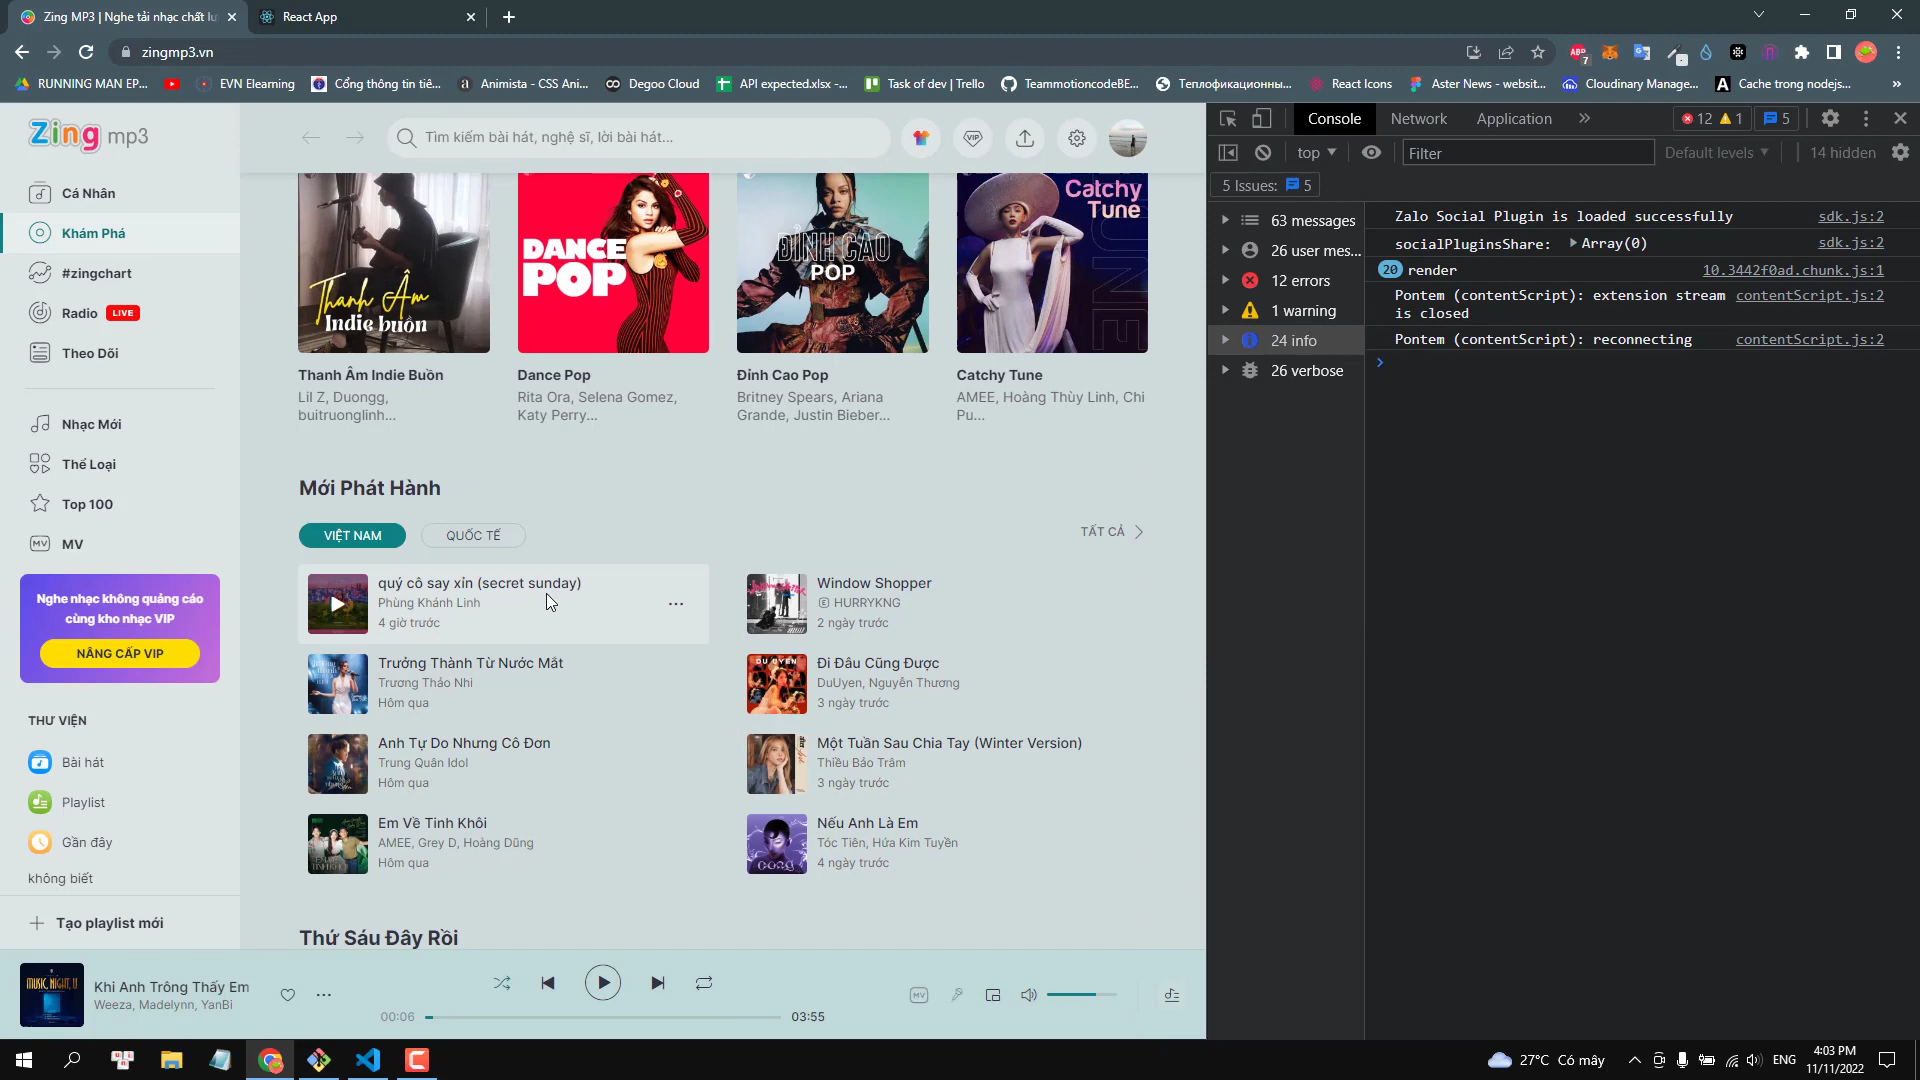 Zing MP3 | Nghe tải nhạc chất lư
React App
zingmp3.vn
7
RUNNING MAN EP...
EVN Elearning
Cổng thông tin tiê...
Animista - CSS Ani...
Degoo Cloud
API expected.xlsx -...
Task of dev | Trello
TeammotioncodeBE...
Теплофикационны...
React Icons
Aster News - websit...
Cloudinary Manage...
Cache trong nodejs...
»
Zing mp3
Tìm kiếm bài hát, nghệ sĩ, lời bài hát...
VIP
Cá Nhân
Khám Phá
#zingchart
Radio LIVE
Theo Dõi
Nhạc Mới
Thể Loại
Top 100
MV MV
Nghe nhạc không quảng cáo
cùng kho nhạc VIP
NÂNG CẤP VIP
THƯ VIỆN
Bài hát
Playlist
Gần đây
không biết
Tạo playlist mới
Thanh Âm
Indie buồn
DANCE
POP
ĐỈNH CAO
POP
Catchy
Tune
Thanh Âm Indie Buồn
Lil Z, Duongg,
buitruonglinh...
Dance Pop
Rita Ora, Selena Gomez,
Katy Perry...
Đỉnh Cao Pop
Britney Spears, Ariana
Grande, Justin Bieber...
Catchy Tune
AMEE, Hoàng Thùy Linh, Chi
Pu...
Mới Phát Hành
VIỆT NAM
QUỐC TẾ
TẤT CẢ
quý cô say xỉn (secret sunday)
Phùng Khánh Linh
4 giờ trước
Window Shopper
E HURRYKNG
2 ngày trước
Trưởng Thành Từ Nước Mắt
Trương Thảo Nhi
Hôm qua
DUUYEN
Đi Đâu Cũng Được
DuUyen, Nguyễn Thương
3 ngày trước
Anh Tự Do Nhưng Cô Đơn
Trung Quân Idol
Hôm qua
Một Tuần Sau Chia Tay (Winter Version)
Thiều Bảo Trâm
3 ngày trước
Em Về Tinh Khôi
AMEE, Grey D, Hoàng Dũng
Hôm qua
Nếu Anh Là Em
Tóc Tiên, Hứa Kim Tuyền
4 ngày trước
Thứ Sáu Đây Rồi
Khi Anh Trông Thấy Em
Weeza, Madelynn, YanBi
00:06
03:55
MV
Console
Network
Application
»
12 1
5
top
Filter
Default levels
14 hidden
5 Issues: 5
63 messages
26 user mes...
12 errors
1 warning
24 info
26 verbose
Zalo Social Plugin is loaded successfully sdk.js:2
socialPluginsShare: Array(0) sdk.js:2
20 render 10.3442f0ad.chunk.js:1
Pontem (contentScript): extension stream contentScript.js:2
is closed
Pontem (contentScript): reconnecting contentScript.js:2
27°C Có mây
ENG
4:03 PM
11/11/2022